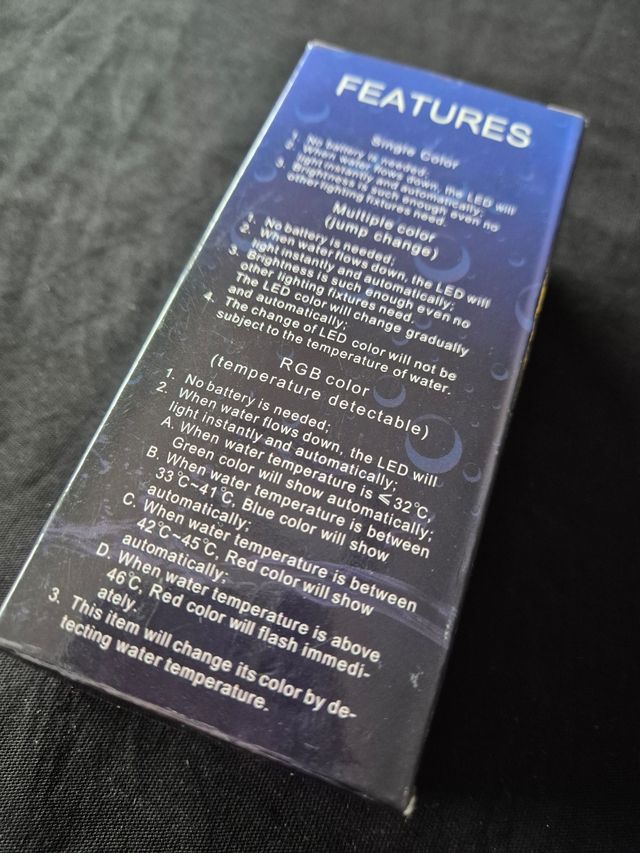 FEATURES
Single Color
1. No battery is needed;
2. When water flows down, the LED will
light instantly and automatically;
3. Brightness is such enough even no
other lighting fixtures need.
Multiple color
(jump change)
1. No battery is needed;
2. When water flows down, the LED will
light instantly and automatically;
3. Brightness is such enough even no
other lighting fixtures need.
The LED color will change gradually
and automatically;
4. The change of LED color will not be
subject to the temperature of water.
RGB color
(temperature detectable)
1. No battery is needed;
2. When water flows down, the LED will
light instantly and automatically;
A. When water temperature is ≤32℃,
Green color will show automatically;
B. When water temperature is between
33℃~41℃, Blue color will show
automatically;
C. When water temperature is between
42℃~45℃, Red color will show
automatically;
D. When water temperature is above
46℃, Red color will flash immedi-
ately.
3. This item will change its color by de-
tecting water temperature.